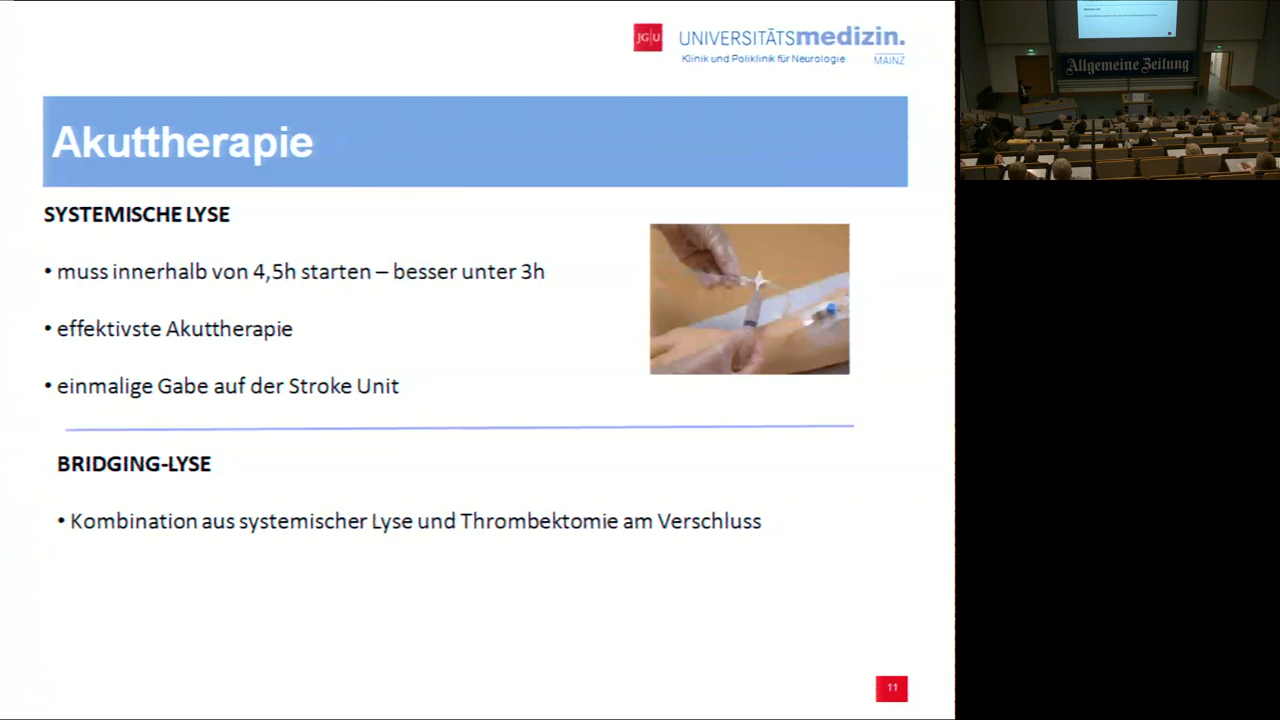 JG|U UNIVERSITÄTSmedizin.
Klinik und Poliklinik für Neurologie MAINZ
Akuttherapie
SYSTEMISCHE LYSE
• muss innerhalb von 4,5h starten – besser unter 3h
• effektivste Akuttherapie
• einmalige Gabe auf der Stroke Unit
BRIDGING-LYSE
• Kombination aus systemischer Lyse und Thrombektomie am Verschluss
11
Allgemeine Zeitung